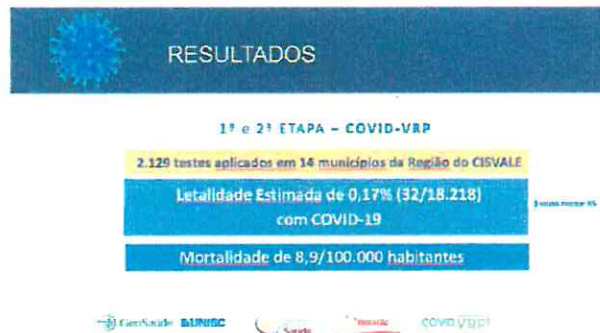 RESULTADOS
1ª e 2ª ETAPA – COVID-VRP
2.129 testes aplicados em 14 municípios da Região do CISVALE
Letalidade Estimada de 0,17% (32/18.218)
com COVID-19
Mortalidade de 8,9/100.000 habitantes
GenSaúde UNISC Saúde COVID VRP